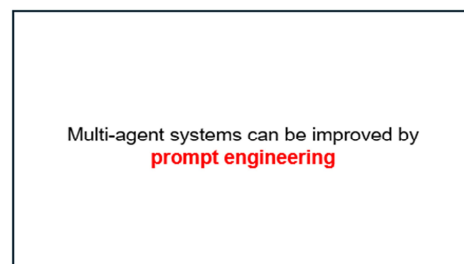 Multi-agent systems can be improved by
prompt engineering